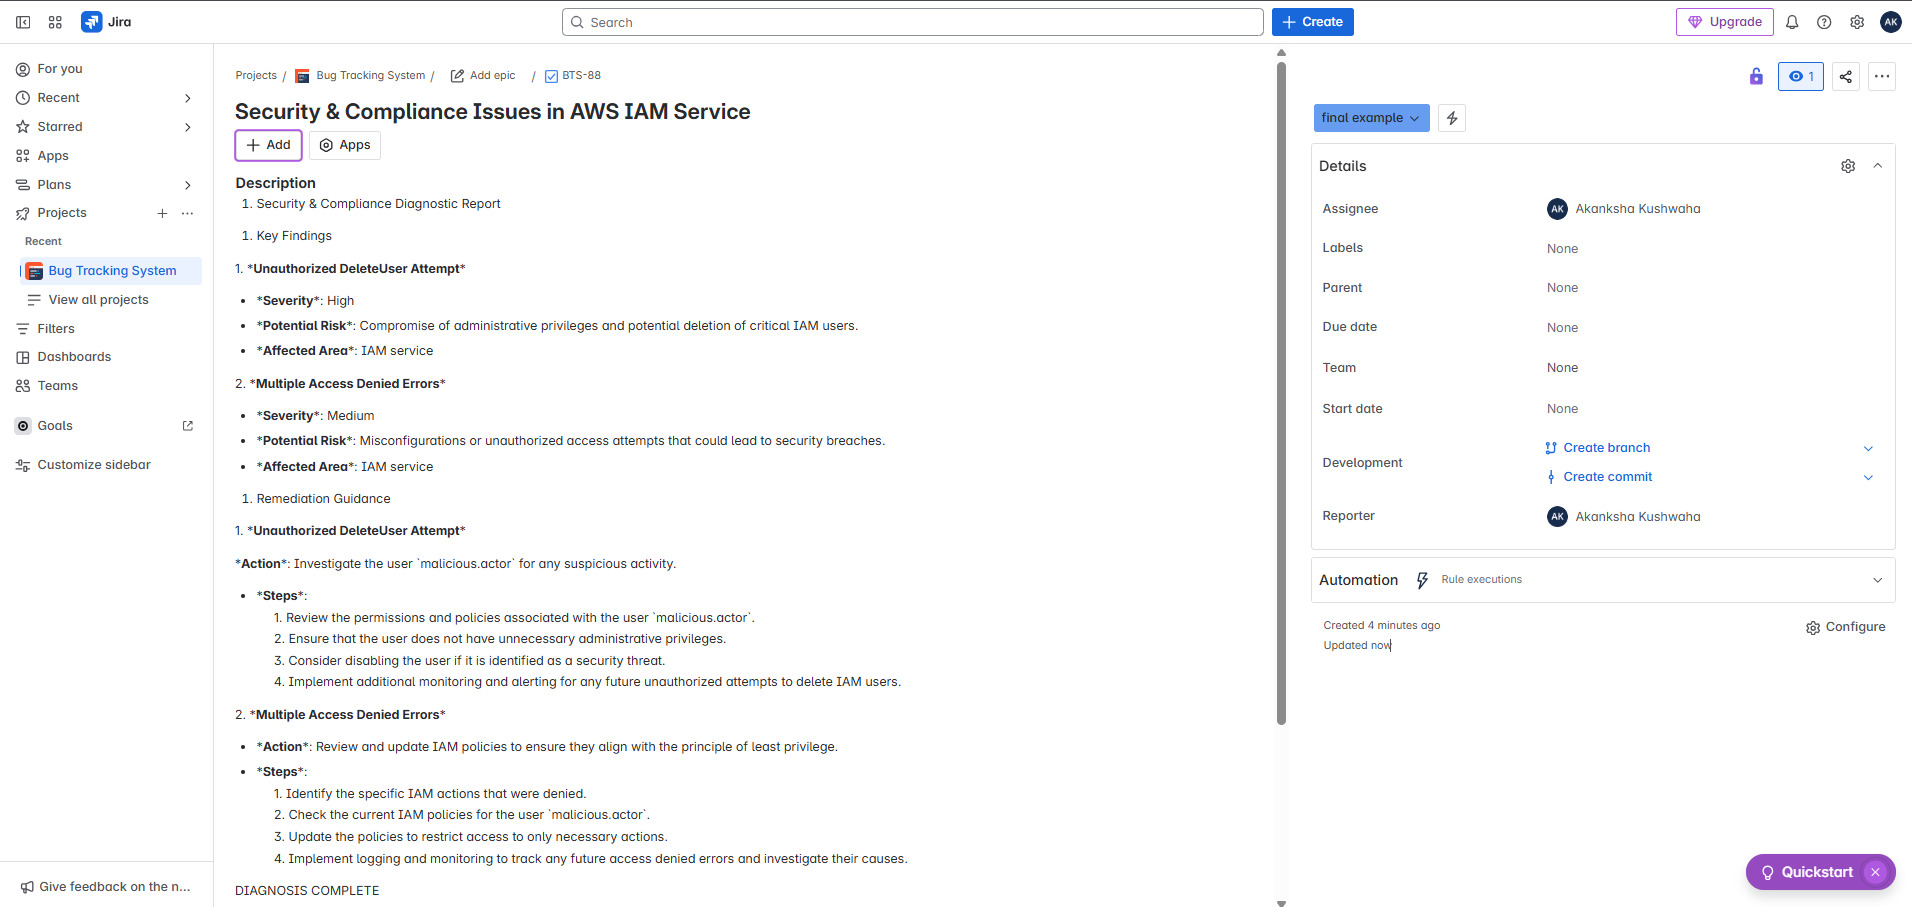 Jira
Search
Create
Upgrade
AK
For you
Recent
Starred
Apps
Plans
Projects
Recent
Bug Tracking System
View all projects
Filters
Dashboards
Teams
Goals
Customize sidebar
Give feedback on the n...
Projects / Bug Tracking System / Add epic / BTS-88
Security & Compliance Issues in AWS IAM Service
Add Apps
Description
1. Security & Compliance Diagnostic Report
1. Key Findings
1. *Unauthorized DeleteUser Attempt*
• *Severity*: High
• *Potential Risk*: Compromise of administrative privileges and potential deletion of critical IAM users.
• *Affected Area*: IAM service
2. *Multiple Access Denied Errors*
• *Severity*: Medium
• *Potential Risk*: Misconfigurations or unauthorized access attempts that could lead to security breaches.
• *Affected Area*: IAM service
1. Remediation Guidance
1. *Unauthorized DeleteUser Attempt*
*Action*: Investigate the user `malicious.actor` for any suspicious activity.
• *Steps*:
1. Review the permissions and policies associated with the user `malicious.actor`.
2. Ensure that the user does not have unnecessary administrative privileges.
3. Consider disabling the user if it is identified as a security threat.
4. Implement additional monitoring and alerting for any future unauthorized attempts to delete IAM users.
2. *Multiple Access Denied Errors*
• *Action*: Review and update IAM policies to ensure they align with the principle of least privilege.
• *Steps*:
1. Identify the specific IAM actions that were denied.
2. Check the current IAM policies for the user `malicious.actor`.
3. Update the policies to restrict access to only necessary actions.
4. Implement logging and monitoring to track any future access denied errors and investigate their causes.
DIAGNOSIS COMPLETE
1
final example
Details
Assignee AK Akanksha Kushwaha
Labels None
Parent None
Due date None
Team None
Start date None
Development Create branch
Create commit
Reporter AK Akanksha Kushwaha
Automation Rule executions
Created 4 minutes ago
Configure
Updated now
Quickstart